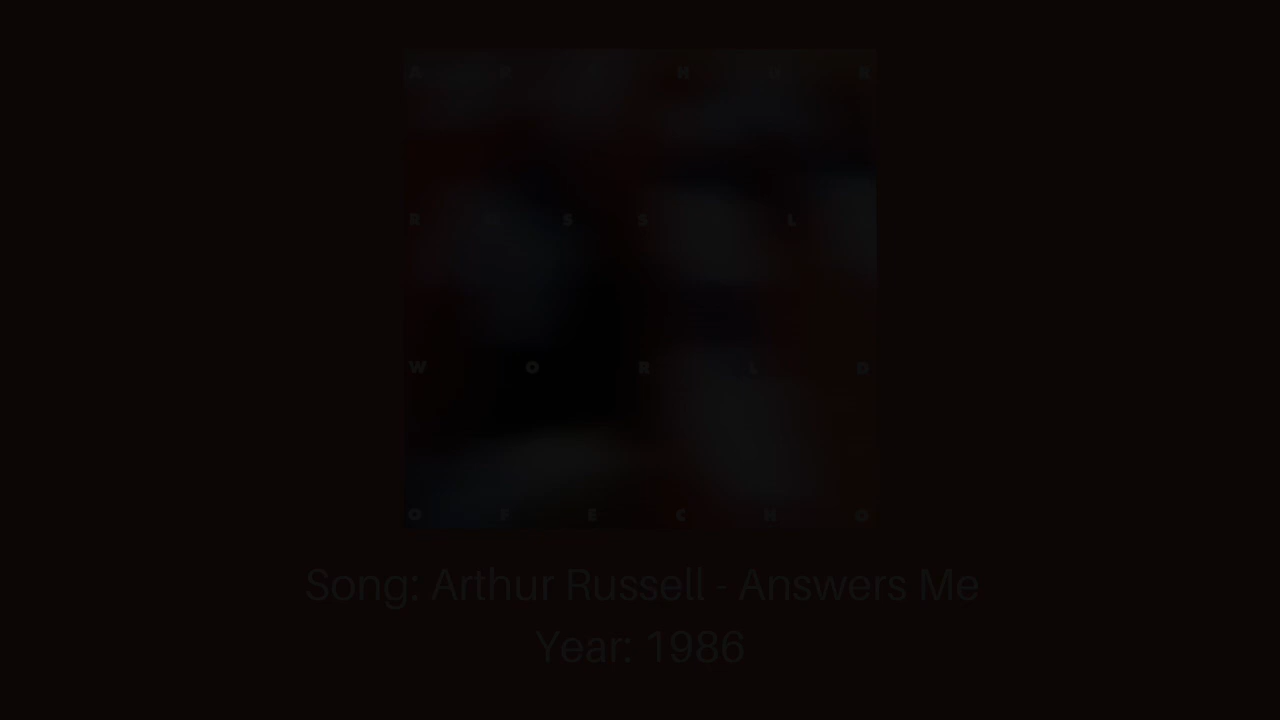 A R T H U R
R U S S E L L
W O R L D
O F E C H O
Song: Arthur Russell - Answers Me
Year: 1986